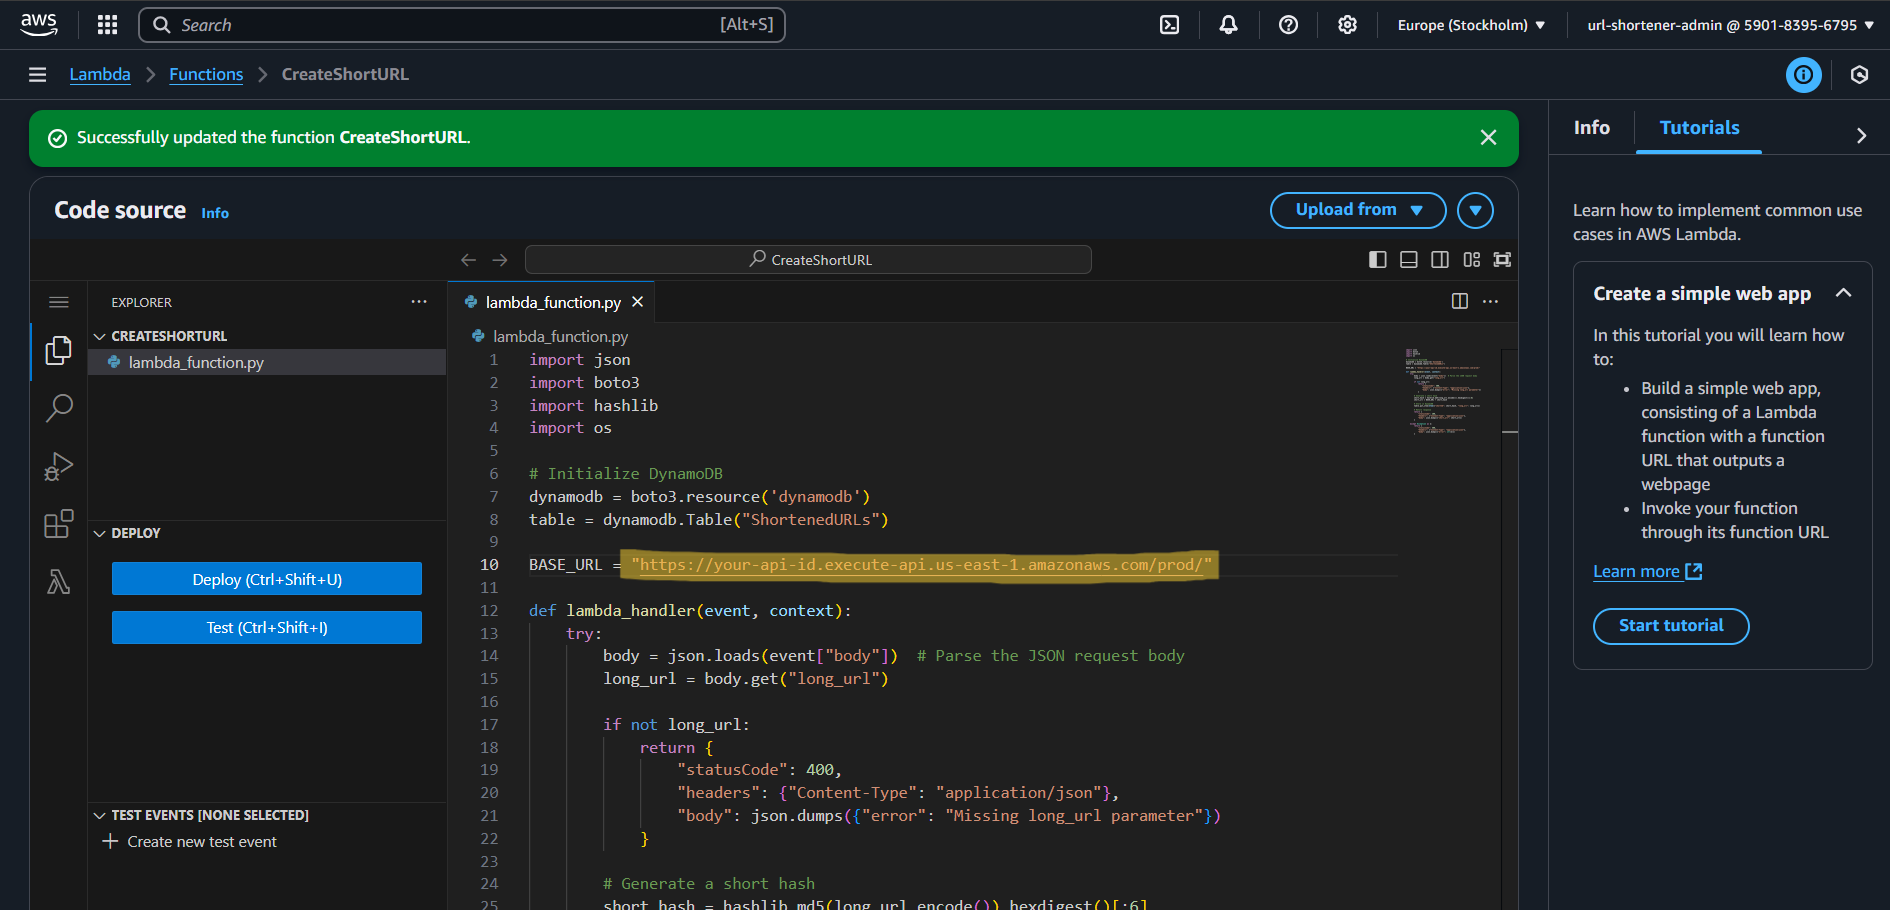 aws
Search [Alt+S]
Europe (Stockholm) ▼
url-shortener-admin @ 5901-8395-6795 ▼
Lambda > Functions > CreateShortURL
Successfully updated the function CreateShortURL.
Code source Info
Upload from ▼
CreateShortURL
EXPLORER
CREATESHORTURL
lambda_function.py
DEPLOY
Deploy (Ctrl+Shift+U)
Test (Ctrl+Shift+I)
TEST EVENTS [NONE SELECTED]
Create new test event
lambda_function.py
lambda_function.py
1 import json
2 import boto3
3 import hashlib
4 import os
5
6 # Initialize DynamoDB
7 dynamodb = boto3.resource('dynamodb')
8 table = dynamodb.Table("ShortenedURLs")
9
10 BASE_URL = "https://your-api-id.execute-api.us-east-1.amazonaws.com/prod/"
11
12 def lambda_handler(event, context):
13 try:
14 body = json.loads(event["body"]) # Parse the JSON request body
15 long_url = body.get("long_url")
16
17 if not long_url:
18 return {
19 "statusCode": 400,
20 "headers": {"Content-Type": "application/json"},
21 "body": json.dumps({"error": "Missing long_url parameter"})
22 }
23
24 # Generate a short hash
25 short_hash = hashlib.md5(long_url.encode()).hexdigest()[:6]
Info
Tutorials
Learn how to implement common use
cases in AWS Lambda.
Create a simple web app
In this tutorial you will learn how
to:
• Build a simple web app,
consisting of a Lambda
function with a function
URL that outputs a
webpage
• Invoke your function
through its function URL
Learn more
Start tutorial